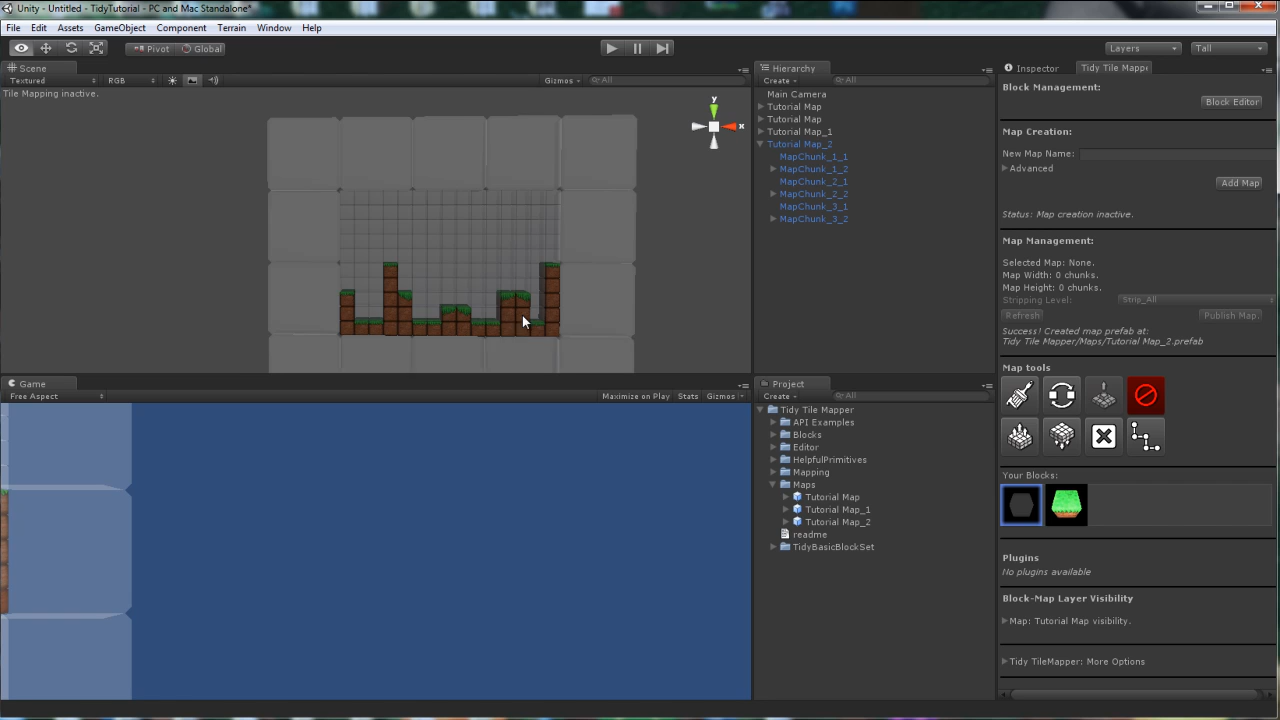 Unity - Untitled - TidyTutorial - PC and Mac Standalone*
File Edit Assets GameObject Component Terrain Window Help
Pivot Global Layers Tall
Scene
Textured RGB Gizmos All
Tile Mapping inactive.
y
x
Hierarchy
Create All
Main Camera
Tutorial Map
Tutorial Map
Tutorial Map_1
Tutorial Map_2
MapChunk_1_1
MapChunk_1_2
MapChunk_2_1
MapChunk_2_2
MapChunk_3_1
MapChunk_3_2
Game
Free Aspect Maximize on Play Stats Gizmos
Project
Create All
Tidy Tile Mapper
API Examples
Blocks
Editor
HelpfulPrimitives
Mapping
Maps
Tutorial Map
Tutorial Map_1
Tutorial Map_2
readme
TidyBasicBlockSet
Inspector Tidy Tile Mappe
Block Management:
Block Editor
Map Creation:
New Map Name:
Advanced
Add Map
Status: Map creation inactive.
Map Management:
Selected Map: None.
Map Width: 0 chunks.
Map Height: 0 chunks.
Stripping Level: Strip_All
Refresh Publish Map.
Success! Created map prefab at:
Tidy Tile Mapper/Maps/Tutorial Map_2.prefab
Map tools
Your Blocks:
Plugins
No plugins available
Block-Map Layer Visibility
Map: Tutorial Map visibility.
Tidy TileMapper: More Options